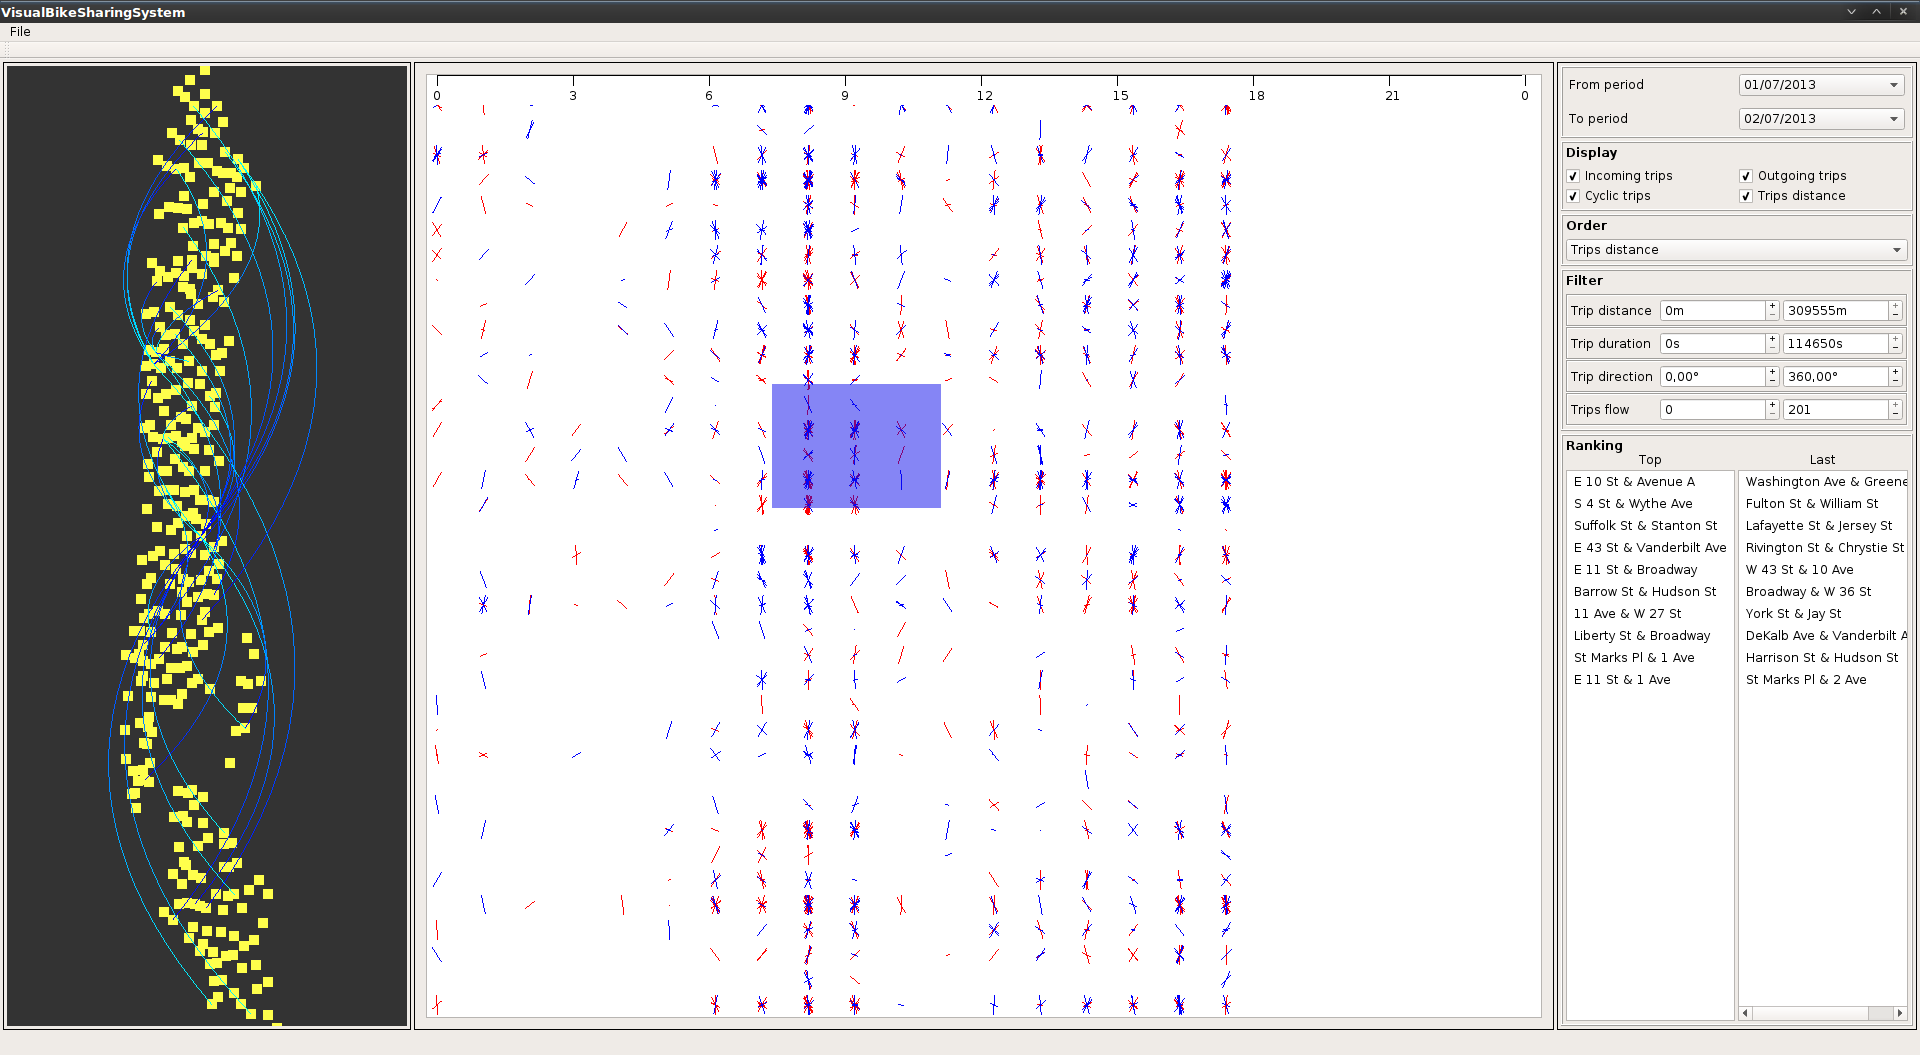 VisualBikeSharingSystem
File
0 3 6 9 12 15 18 21 0
From period 01/07/2013
To period 02/07/2013
Display
Incoming trips Outgoing trips
Cyclic trips Trips distance
Order
Trips distance
Filter
Trip distance 0m 309555m
Trip duration 0s 114650s
Trip direction 0,00° 360,00°
Trips flow 0 201
Ranking
Top Last
E 10 St & Avenue A Washington Ave & Greene
S 4 St & Wythe Ave Fulton St & William St
Suffolk St & Stanton St Lafayette St & Jersey St
E 43 St & Vanderbilt Ave Rivington St & Chrystie St
E 11 St & Broadway W 43 St & 10 Ave
Barrow St & Hudson St Broadway & W 36 St
11 Ave & W 27 St York St & Jay St
Liberty St & Broadway DeKalb Ave & Vanderbilt A
St Marks Pl & 1 Ave Harrison St & Hudson St
E 11 St & 1 Ave St Marks Pl & 2 Ave